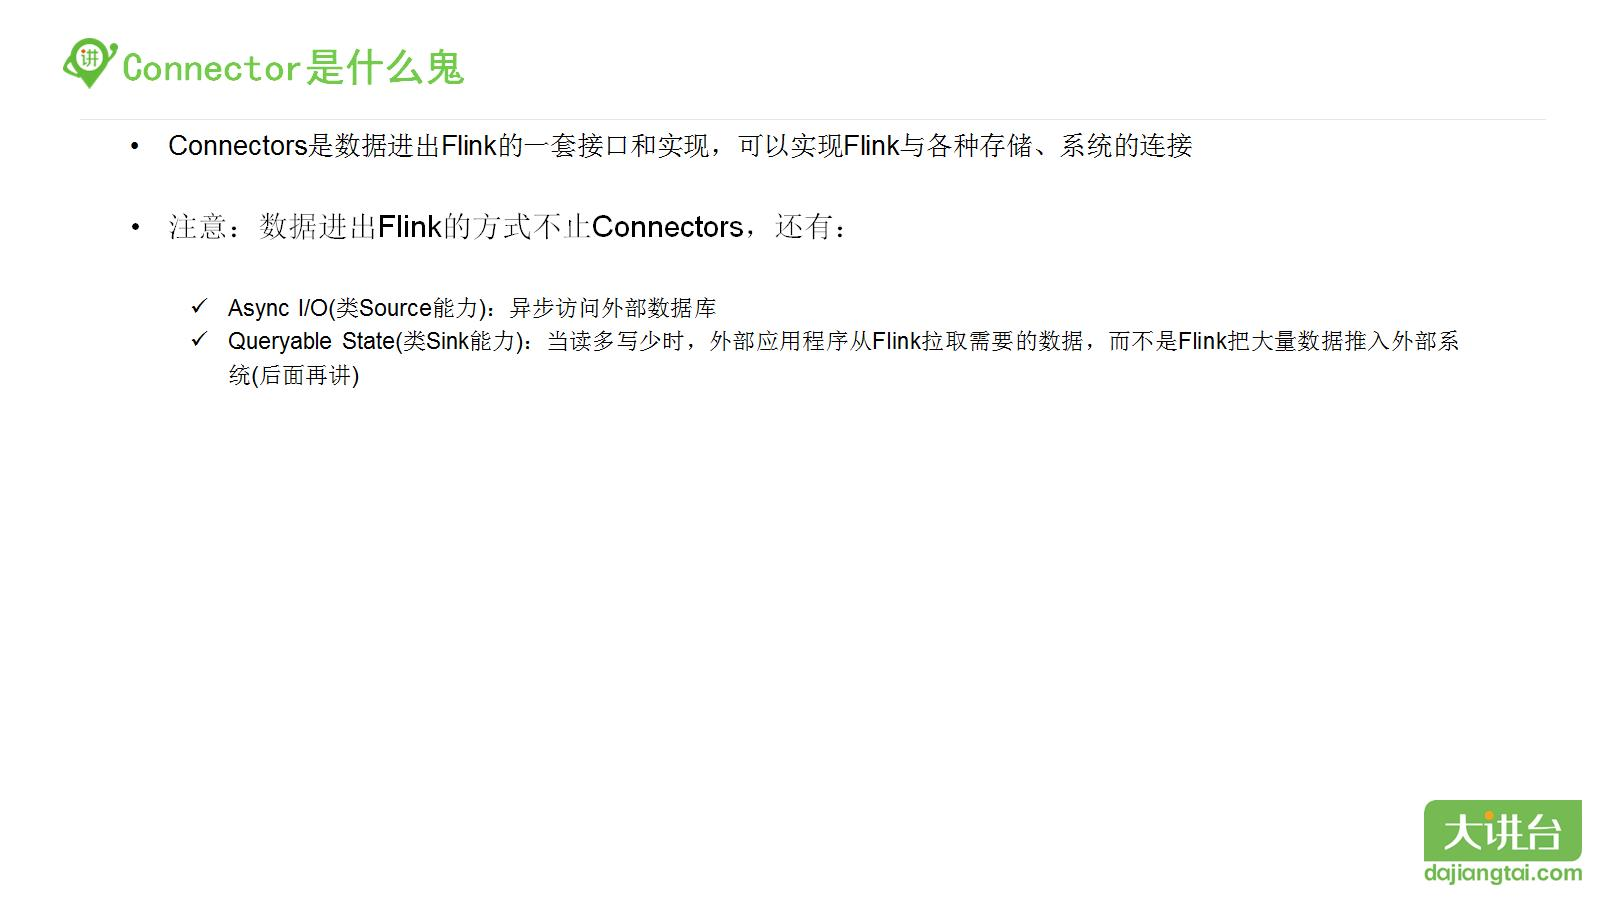 讲
Connector是什么鬼
• Connectors是数据进出Flink的一套接口和实现，可以实现Flink与各种存储、系统的连接
• 注意：数据进出Flink的方式不止Connectors，还有：
✓ Async I/O(类Source能力)：异步访问外部数据库
✓ Queryable State(类Sink能力)：当读多写少时，外部应用程序从Flink拉取需要的数据，而不是Flink把大量数据推入外部系
统(后面再讲)
大讲台
dajiangtai.com